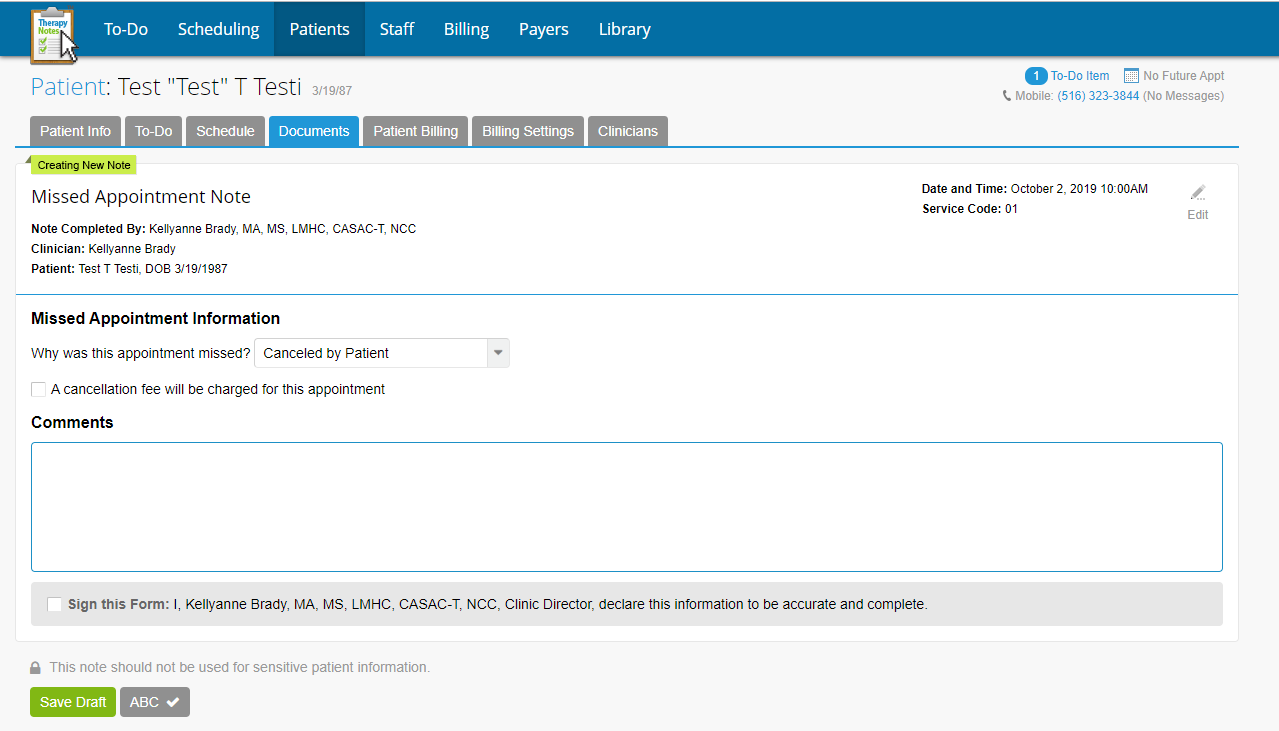 Therapy
Notes
To-Do Scheduling Patients Staff Billing Payers Library
Patient: Test "Test" T Testi 3/19/87
1 To-Do Item No Future Appt
Mobile: (516) 323-3844 (No Messages)
Patient Info To-Do Schedule Documents Patient Billing Billing Settings Clinicians
Creating New Note
Missed Appointment Note
Date and Time: October 2, 2019 10:00AM
Service Code: 01
Edit
Note Completed By: Kellyanne Brady, MA, MS, LMHC, CASAC-T, NCC
Clinician: Kellyanne Brady
Patient: Test T Testi, DOB 3/19/1987
Missed Appointment Information
Why was this appointment missed? Canceled by Patient
A cancellation fee will be charged for this appointment
Comments
Sign this Form: I, Kellyanne Brady, MA, MS, LMHC, CASAC-T, NCC, Clinic Director, declare this information to be accurate and complete.
This note should not be used for sensitive patient information.
Save Draft ABC